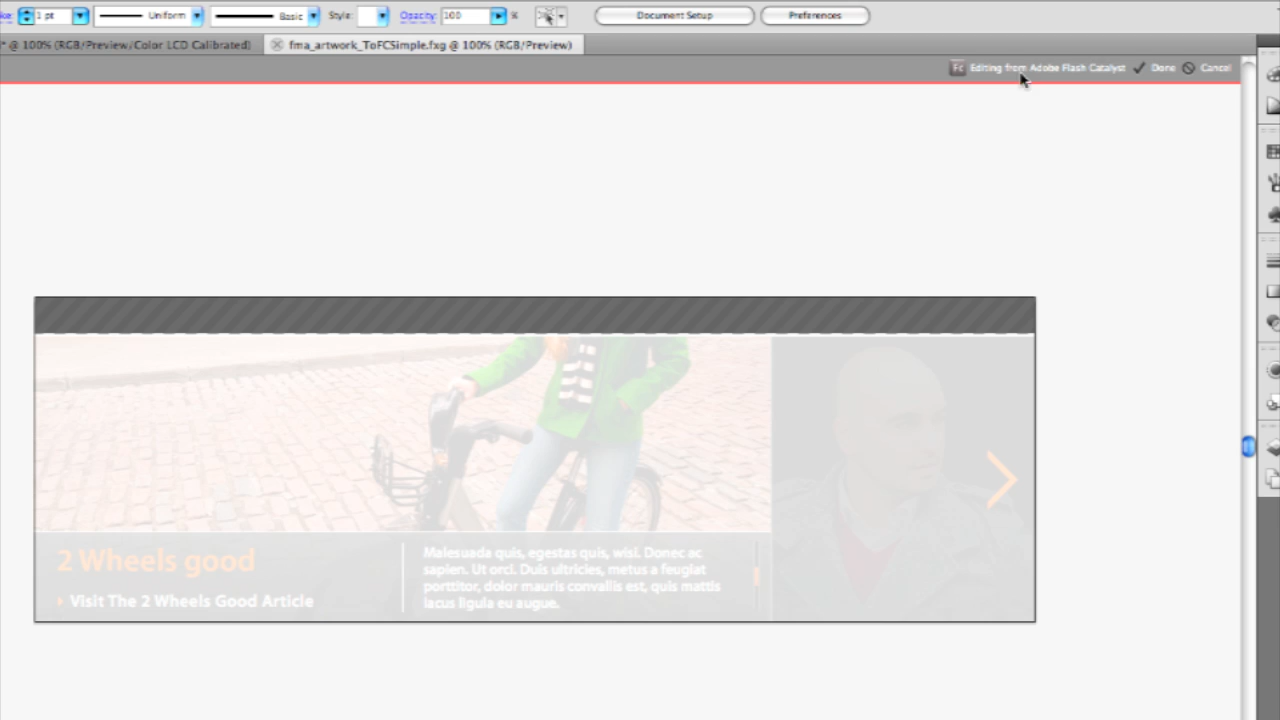 1 pt Uniform Basic Style: Opacity: 100 % Document Setup Preferences
* @ 100% (RGB/Preview/Color LCD Calibrated) fma_artwork_ToFCSimple.fxg @ 100% (RGB/Preview)
Fc Editing from Adobe Flash Catalyst Done Cancel
2 Wheels good
Visit The 2 Wheels Good Article
Malesuada quis, egestas quis, wisi. Donec ac
sapien. Ut orci. Duis ultricies, metus a feugiat
porttitor, dolor mauris convallis est, quis mattis
lacus ligula eu augue.